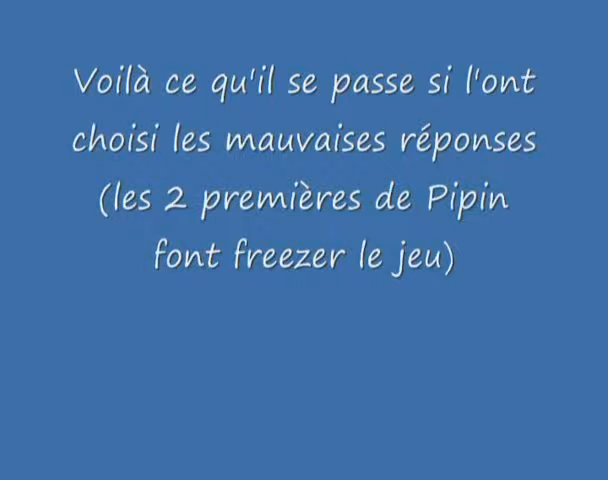 Voilà ce qu'il se passe si l'ont
choisi les mauvaises réponses
(les 2 premières de Pipin
font freezer le jeu)